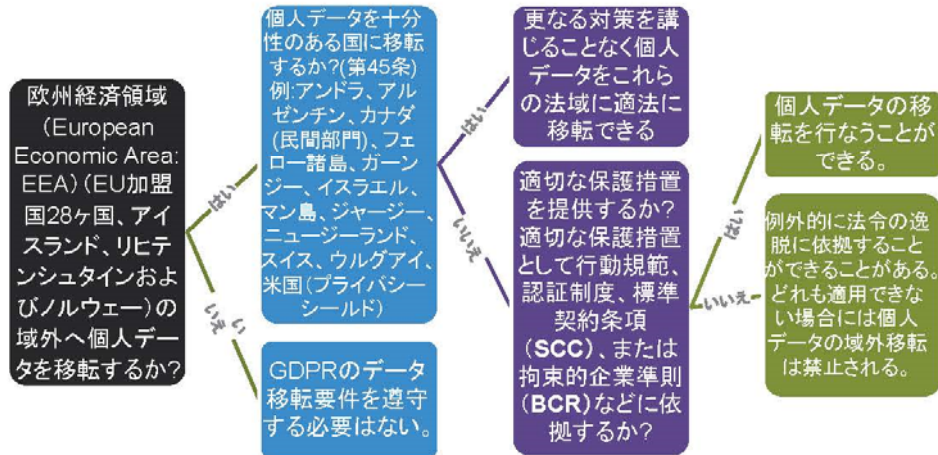 欧州経済領域
（European
Economic Area:
EEA）（EU加盟
国28ヶ国、アイ
スランド、リヒテ
ンシュタインおよ
びノルウェー）の
域外へ個人デー
タを移転するか?
はい
いいえ
個人データを十分
性のある国に移転
するか?(第45条)
例:アンドラ、アル
ゼンチン、カナダ
(民間部門)、フェ
ロー諸島、ガーン
ジー、イスラエル、
マン島、ジャージー、
ニュージーランド、
スイス、ウルグアイ、
米国(プライバシー
シールド)
GDPRのデータ
移転要件を遵守
する必要はない。
はい
いいえ
更なる対策を講
じることなく個人
データをこれら
の法域に適法に
移転できる
適切な保護措置
を提供するか?
適切な保護措置
として行動規範、
認証制度、標準
契約条項
(SCC)、または
拘束的企業準則
(BCR)などに依
拠するか?
はい
いいえ
個人データの移
転を行なうことが
できる。
例外的に法令の逸
脱に依拠すること
ができることがある。
どれも適用できな
い場合には個人
データの域外移転
は禁止される。